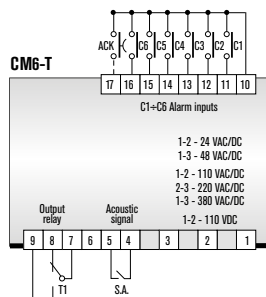 ACK C6 C5 C4 C3 C2 C1
CM6-T
17 16 15 14 13 12 11 10
C1÷C6 Alarm inputs
1-2 - 24 VAC/DC
1-3 - 48 VAC/DC
1-2 - 110 VAC/DC
2-3 - 220 VAC/DC
1-3 - 380 VAC/DC
1-2 - 110 VDC
Output relay
Acoustic signal
9 8 7 6 5 4 3 2 1
T1
S.A.